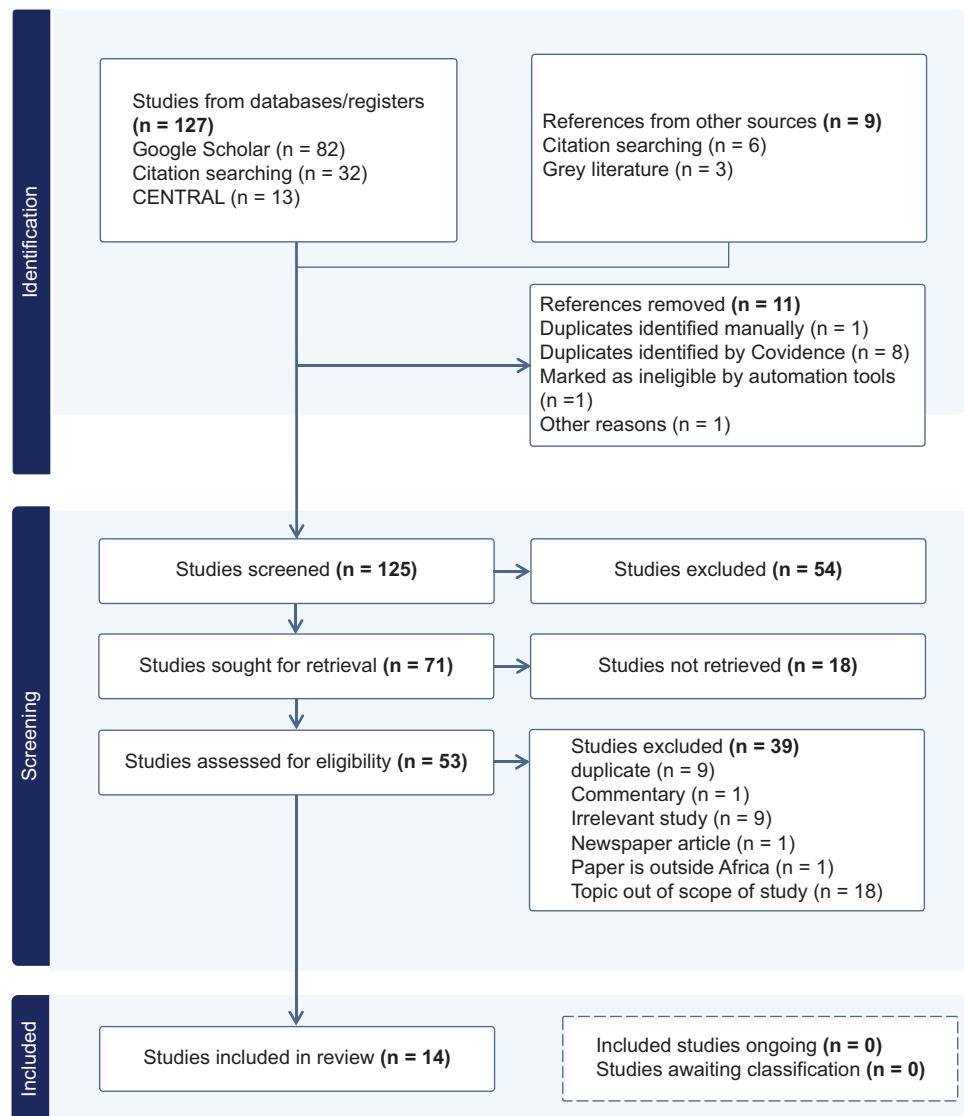 Identification
Studies from databases/registers
(n = 127)
Google Scholar (n = 82)
Citation searching (n = 32)
CENTRAL (n = 13)
References from other sources (n = 9)
Citation searching (n = 6)
Grey literature (n = 3)
References removed (n = 11)
Duplicates identified manually (n = 1)
Duplicates identified by Covidence (n = 8)
Marked as ineligible by automation tools
(n =1)
Other reasons (n = 1)
Screening
Studies screened (n = 125)
Studies excluded (n = 54)
Studies sought for retrieval (n = 71)
Studies not retrieved (n = 18)
Studies assessed for eligibility (n = 53)
Studies excluded (n = 39)
duplicate (n = 9)
Commentary (n = 1)
Irrelevant study (n = 9)
Newspaper article (n = 1)
Paper is outside Africa (n = 1)
Topic out of scope of study (n = 18)
Included
Studies included in review (n = 14)
Included studies ongoing (n = 0)
Studies awaiting classification (n = 0)